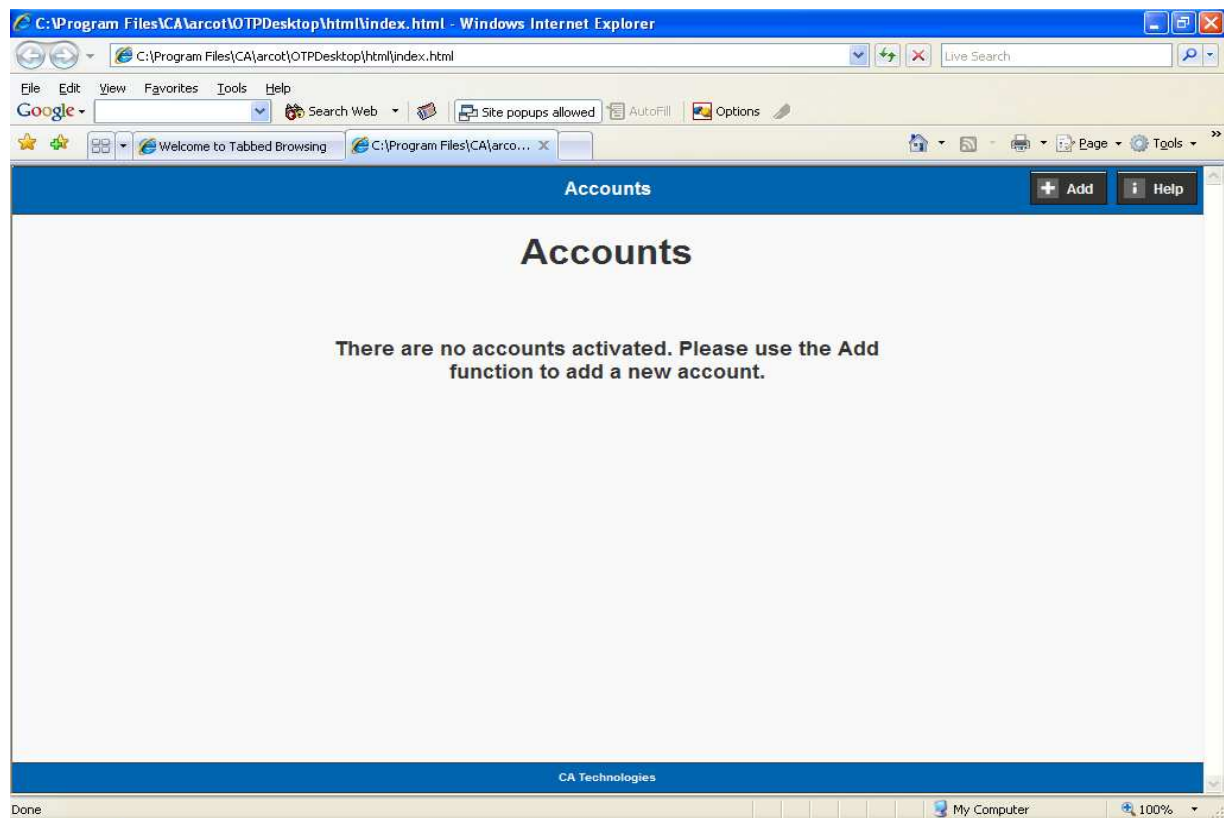 C:\Program Files\CA\arcot\OTPDesktop\html\index.html - Windows Internet Explorer
C:\Program Files\CA\arcot\OTPDesktop\html\index.html
Live Search
File Edit View Favorites Tools Help
Google Search Web Site popups allowed AutoFill Options
Welcome to Tabbed Browsing C:\Program Files\CA\arco... X Page Tools »
Accounts Add Help
Accounts
There are no accounts activated. Please use the Add
function to add a new account.
CA Technologies
Done My Computer 100%